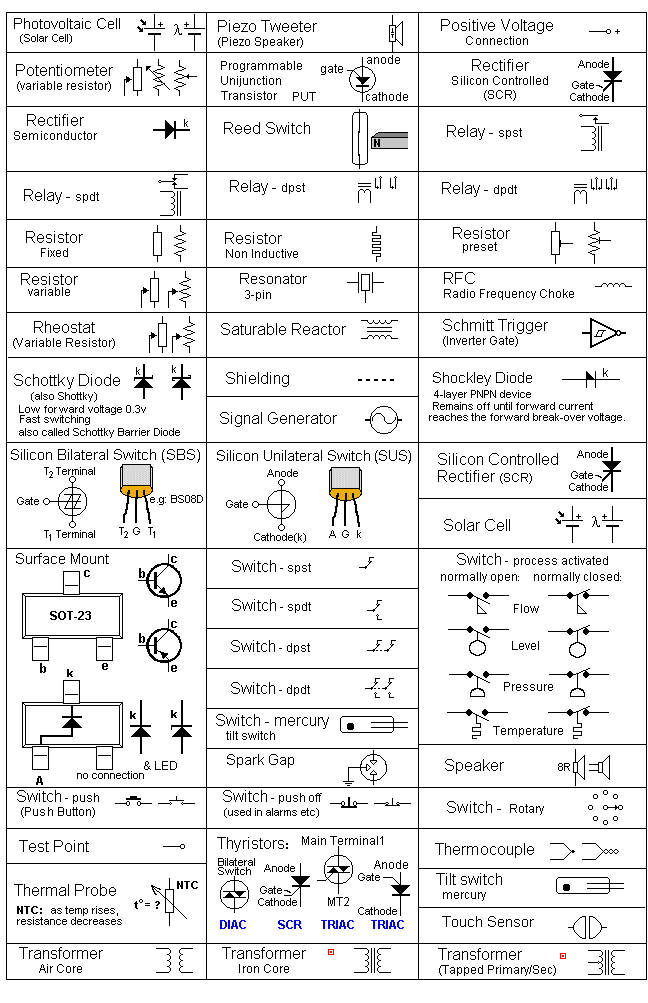 Photovoltaic Cell
(Solar Cell)
+ λ +
Piezo Tweeter
(Piezo Speaker)
Positive Voltage
Connection
+
Potentiometer
(variable resistor)
Programmable
Unijunction
Transistor PUT
gate
anode
cathode
Rectifier
Silicon Controlled
(SCR)
Anode
Gate
Cathode
Rectifier
Semiconductor
k
Reed Switch
N
Relay - spst
Relay - spdt
Relay - dpst
Relay - dpdt
Resistor
Fixed
Resistor
Non Inductive
Resistor
preset
Resistor
variable
Resonator
3-pin
RFC
Radio Frequency Choke
Rheostat
(Variable Resistor)
Saturable Reactor
Schmitt Trigger
(Inverter Gate)
Schottky Diode
(also Shottky)
Low forward voltage 0.3v
Fast switching
also called Schottky Barrier Diode
k k
Shielding
Signal Generator
Shockley Diode
4-layer PNPN device
Remains off until forward current
reaches the forward break-over voltage.
k
Silicon Bilateral Switch (SBS)
T2 Terminal
Gate
T1 Terminal
e.g: BS08D
T2 G T1
Silicon Unilateral Switch (SUS)
Anode
Gate
Cathode(k)
A G k
Silicon Controlled
Rectifier (SCR)
Anode
Gate
Cathode
Solar Cell
+ λ +
Surface Mount
c
SOT-23
b e
c
b
e
c
b
e
k
A
k k
& LED
no connection
Switch - spst
Switch - spdt
Switch - dpst
Switch - dpdt
Switch - mercury
tilt switch
Spark Gap
Switch - process activated
normally open: normally closed:
Flow
Level
Pressure
Temperature
Speaker
8R
Switch - push
(Push Button)
Switch - push off
(used in alarms etc)
Switch - Rotary
Test Point
Thyristors:
Bilateral
Switch
DIAC
Anode
Gate
Cathode
SCR
Main Terminal1
MT2
TRIAC
Anode
Gate
Cathode
TRIAC
Thermocouple
Thermal Probe
NTC: as temp rises,
resistance decreases
t°= ?
NTC
Tilt switch
mercury
Touch Sensor
Transformer
Air Core
Transformer
Iron Core
Transformer
(Tapped Primary/Sec)